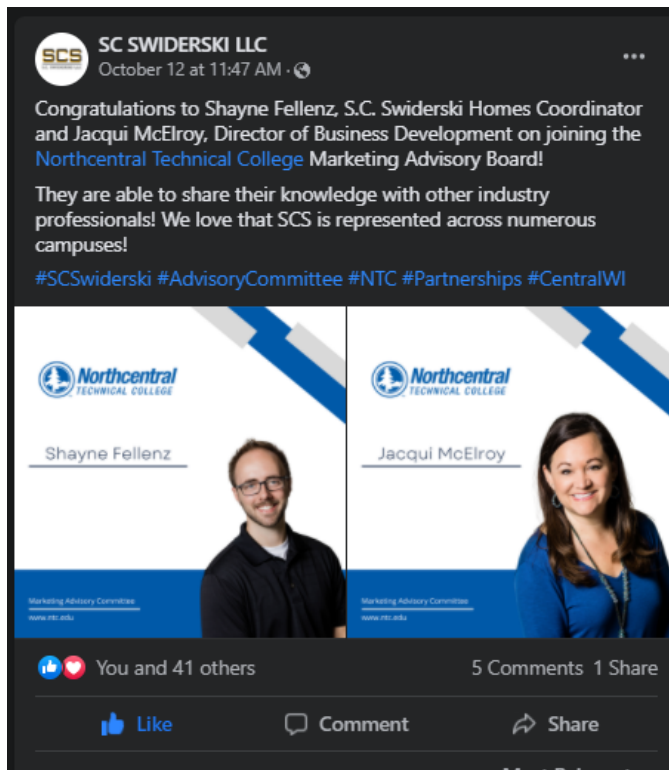 SC SWIDERSKI LLC
October 12 at 11:47 AM ·
Congratulations to Shayne Fellenz, S.C. Swiderski Homes Coordinator
and Jacqui McElroy, Director of Business Development on joining the
Northcentral Technical College Marketing Advisory Board!
They are able to share their knowledge with other industry
professionals! We love that SCS is represented across numerous
campuses!
#SCSwiderski #AdvisoryCommittee #NTC #Partnerships #CentralWI
Northcentral
TECHNICAL COLLEGE
Shayne Fellenz
Marketing Advisory Committee
www.ntc.edu
Northcentral
TECHNICAL COLLEGE
Jacqui McElroy
Marketing Advisory Committee
www.ntc.edu
You and 41 others
5 Comments 1 Share
Like
Comment
Share
SCS